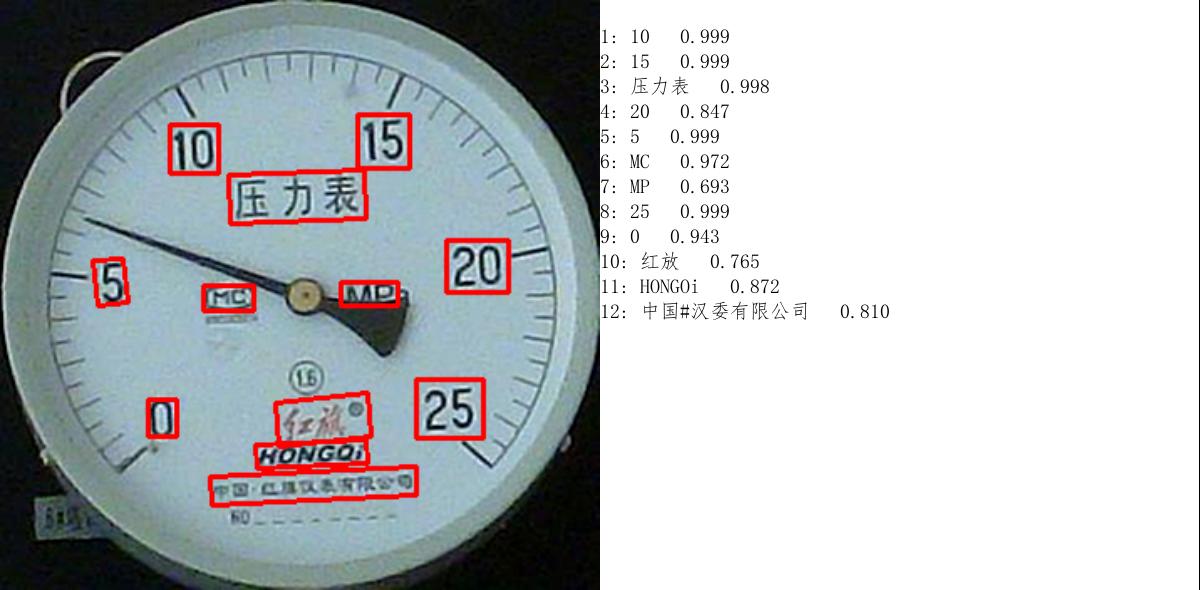 10 15
压力表
5 20
MC MP
1.6
0 25
红旗®
HONGQi
中国·红旗仪表有限公司
NO
1: 10 0.999
2: 15 0.999
3: 压力表 0.998
4: 20 0.847
5: 5 0.999
6: MC 0.972
7: MP 0.693
8: 25 0.999
9: 0 0.943
10: 红放 0.765
11: HONGOi 0.872
12: 中国#汉委有限公司 0.810